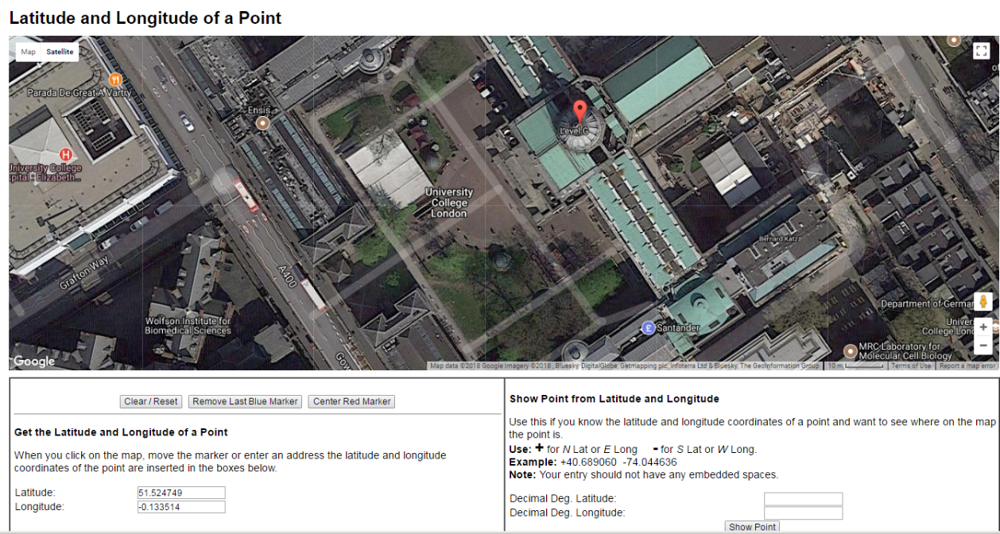 Latitude and Longitude of a Point
Map Satellite
Parada De Great A Vartry
Ensis
Level G
University College
spital - Elizabeth...
University
College
London
Bernard Katz
Grafton Way
A400
Wolfson Institute for
Biomedical Sciences
Department of German
Santander
Univer
College Lond
MRC Laboratory for
Molecular Cell Biology
Gow
Google
Map data ©2018 Google Imagery ©2018 , Bluesky, DigitalGlobe, Getmapping plc, Infoterra Ltd & Bluesky, The GeoInformation Group 10 m Terms of Use Report a map error
Clear / Reset Remove Last Blue Marker Center Red Marker
Get the Latitude and Longitude of a Point
When you click on the map, move the marker or enter an address the latitude and longitude
coordinates of the point are inserted in the boxes below.
Latitude: 51.524749
Longitude: -0.133514
Show Point from Latitude and Longitude
Use this if you know the latitude and longitude coordinates of a point and want to see where on the map
the point is.
Use: + for N Lat or E Long - for S Lat or W Long.
Example: +40.689060 -74.044636
Note: Your entry should not have any embedded spaces.
Decimal Deg. Latitude:
Decimal Deg. Longitude:
Show Point